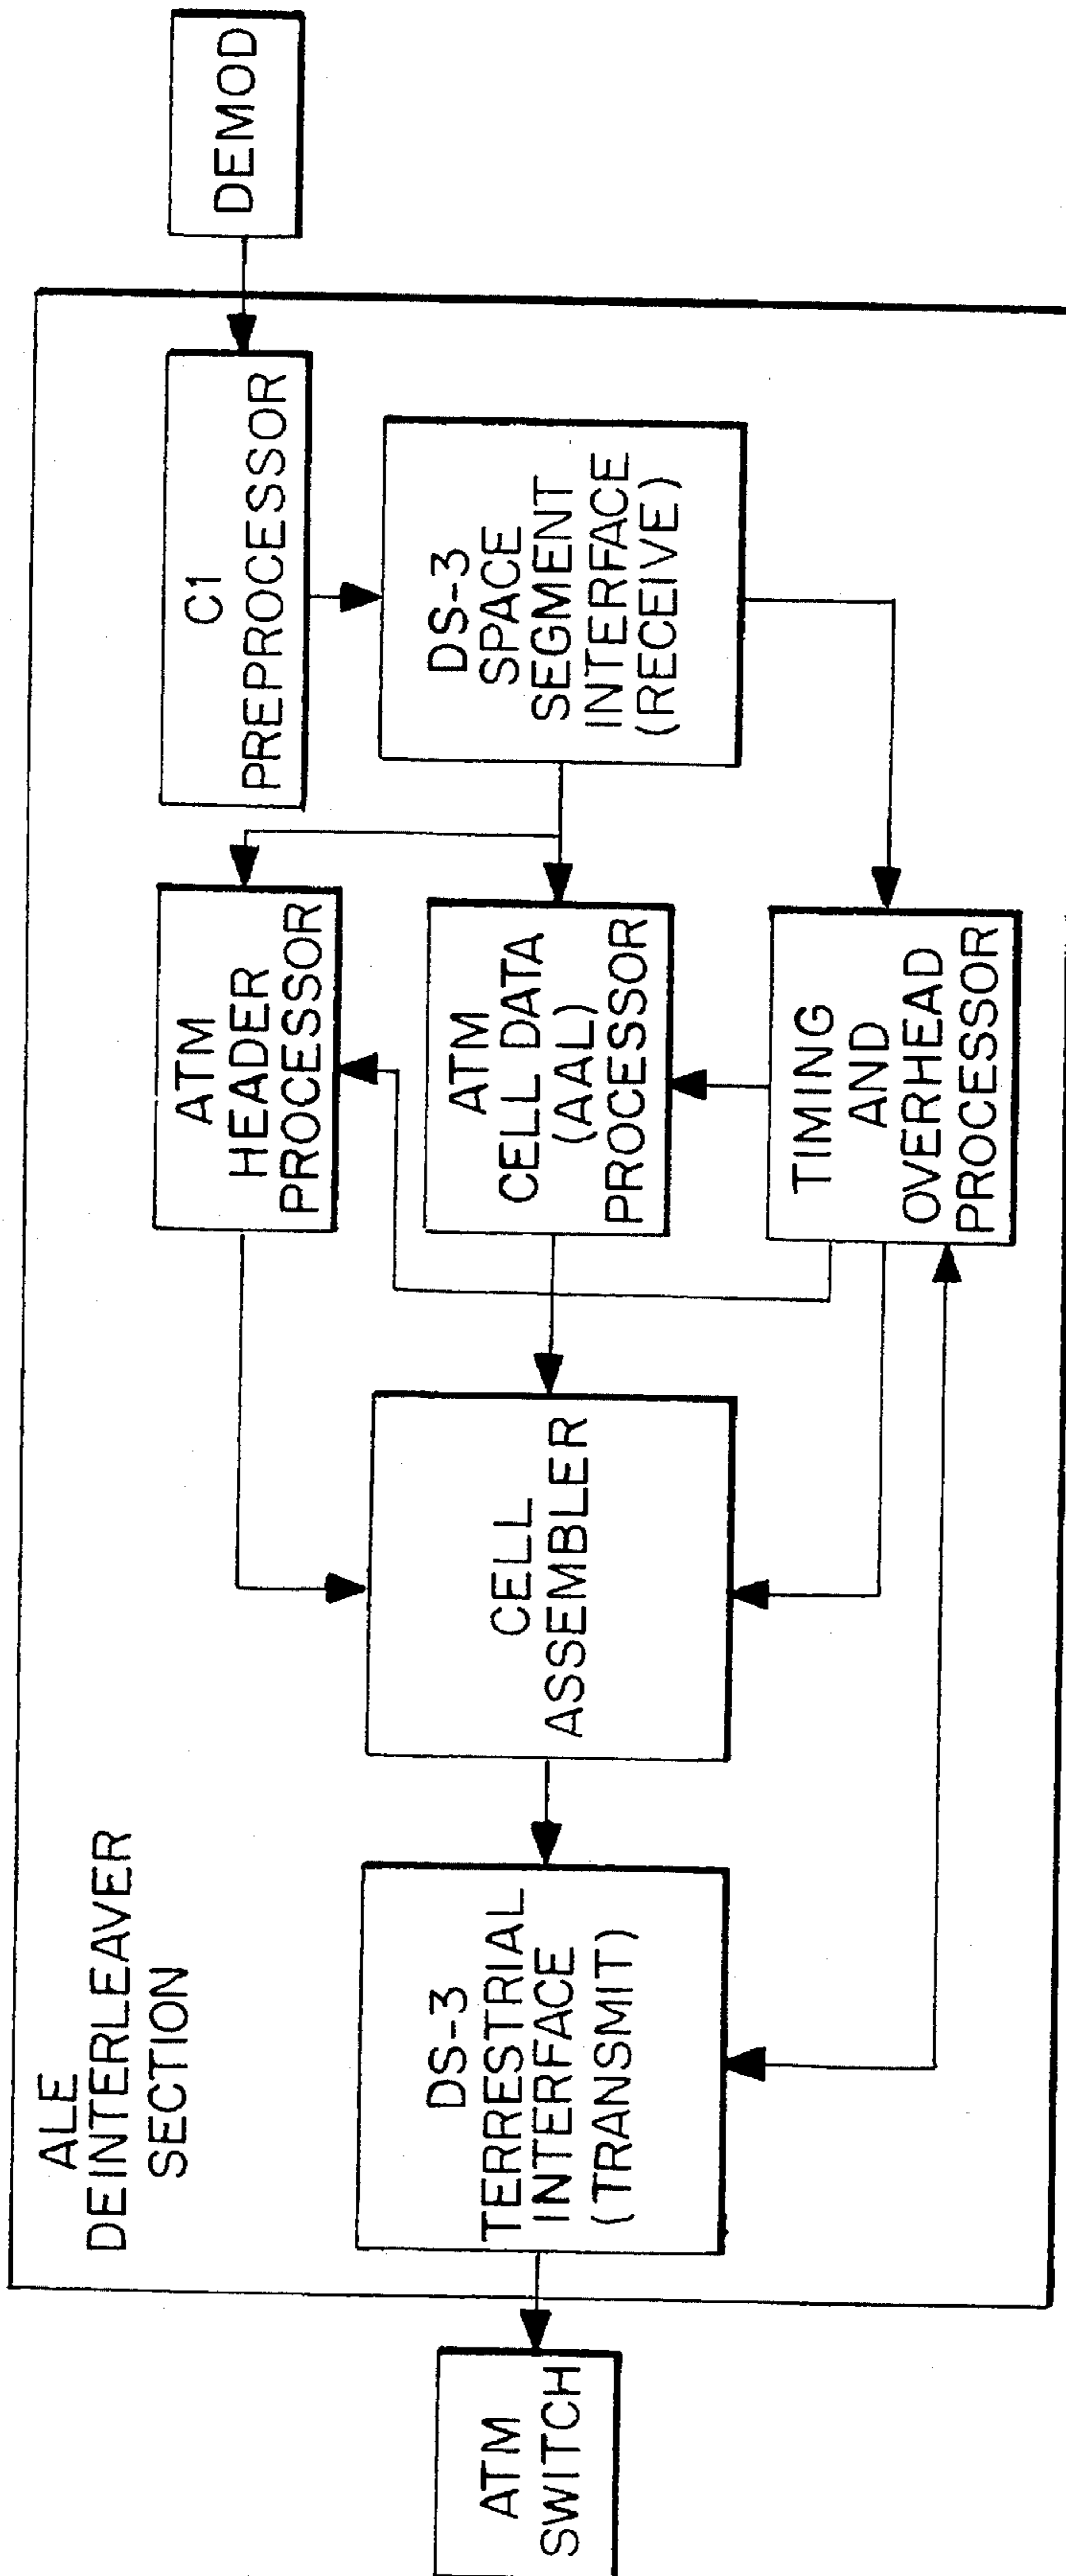 ALE
DEINTERLEAVER
SECTION
ATM
SWITCH
DS-3
TERRESTRIAL
INTERFACE
(TRANSMIT)
CELL
ASSEMBLER
ATM
HEADER
PROCESSOR
ATM
CELL DATA
(AAL)
PROCESSOR
TIMING
AND
OVERHEAD
PROCESSOR
C1
PREPROCESSOR
DS-3
SPACE
SEGMENT
INTERFACE
(RECEIVE)
DEMOD